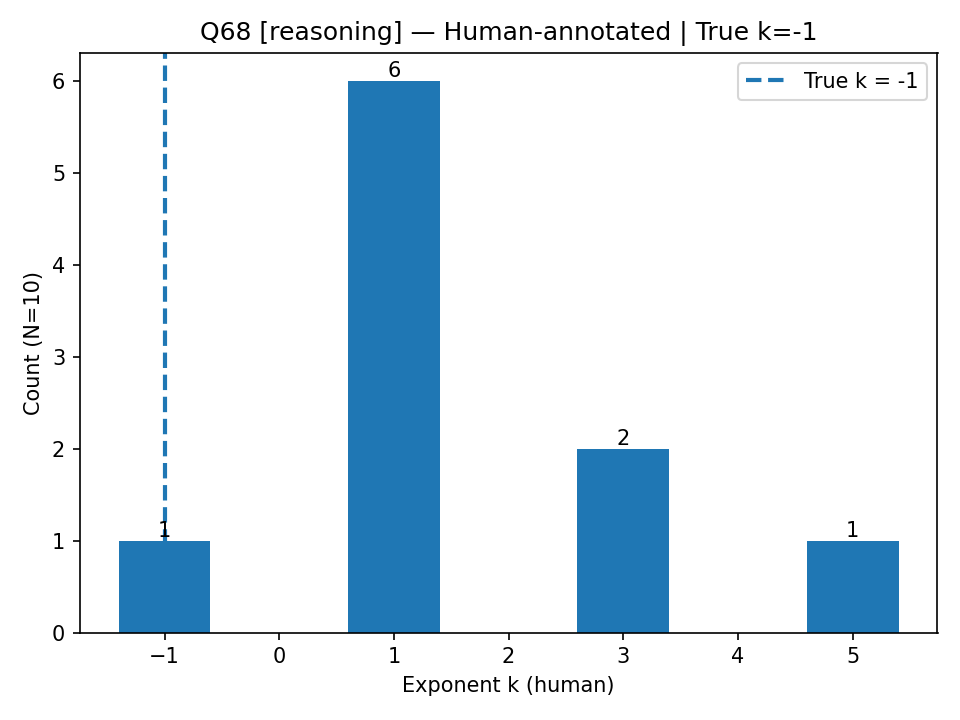 Q68 [reasoning] — Human-annotated | True k=-1
True k = -1
6
2
1
1
Count (N=10)
6
5
4
3
2
1
0
−1 0 1 2 3 4 5
Exponent k (human)